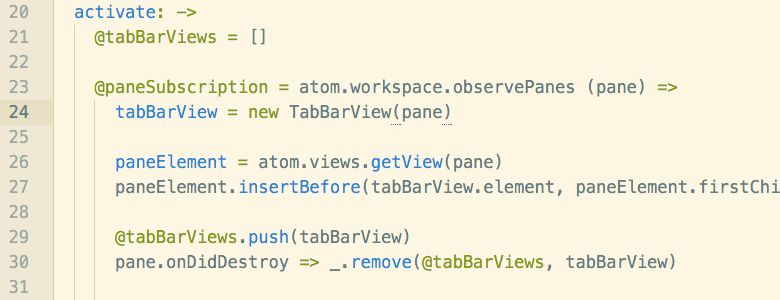 20 activate: ->
21 @tabBarViews = []
22
23 @paneSubscription = atom.workspace.observePanes (pane) =>
24 tabBarView = new TabBarView(pane)
25
26 paneElement = atom.views.getView(pane)
27 paneElement.insertBefore(tabBarView.element, paneElement.firstChi
28
29 @tabBarViews.push(tabBarView)
30 pane.onDidDestroy => _.remove(@tabBarViews, tabBarView)
31